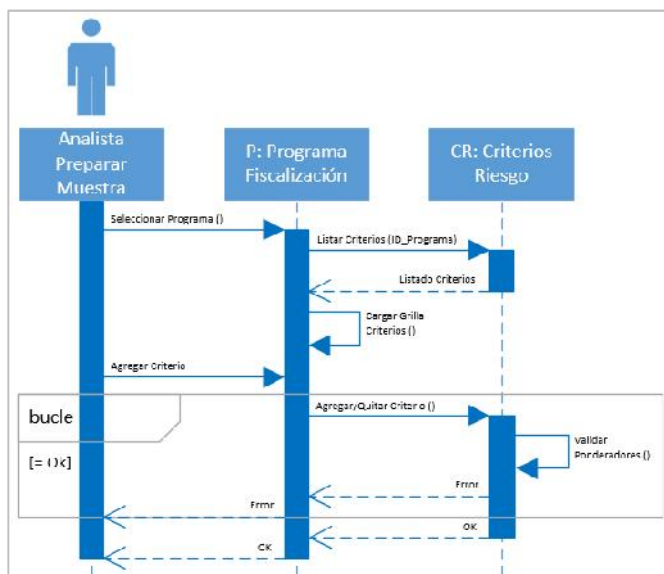 Analista
Preparar
Muestra
P: Programa
Fiscalización
CR: Criterios
Riesgo
Seleccionar Programa ()
Listar Criterios (ID_Programa)
Listado Criterios
Cargar Grilla
Criterios ()
Agregar Criterio
bucle
Agregar/Quitar Criterio ()
Validar
Ponderadores ()
[= Ok]
Error
Error
OK
OK